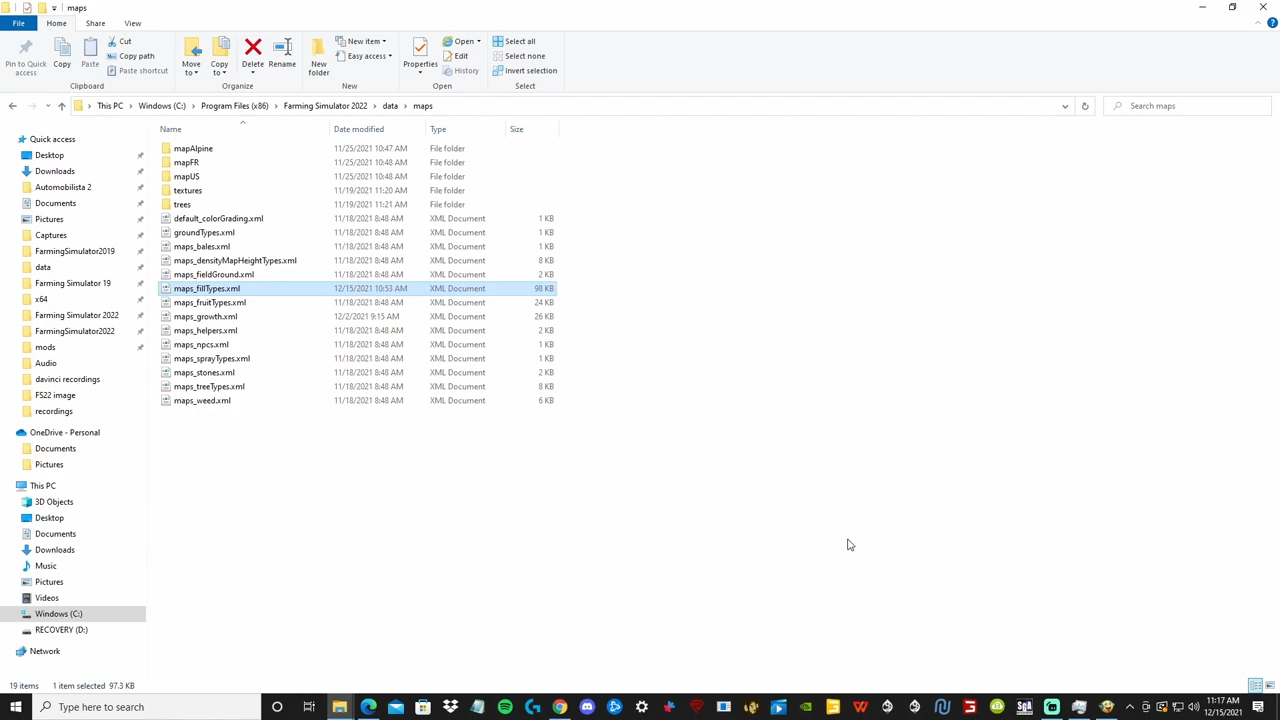 maps
File
Home
Share
View
Pin to Quick access
Copy
Paste
Cut
Copy path
Paste shortcut
Clipboard
Move to
Copy to
Delete
Rename
Organize
New folder
New item
Easy access
New
Properties
Open
Edit
History
Open
Select all
Select none
Invert selection
Select
This PC > Windows (C:) > Program Files (x86) > Farming Simulator 2022 > data > maps
Search maps
Name Date modified Type Size
mapAlpine 11/25/2021 10:47 AM File folder
mapFR 11/25/2021 10:48 AM File folder
mapUS 11/25/2021 10:48 AM File folder
textures 11/19/2021 11:20 AM File folder
trees 11/19/2021 11:21 AM File folder
default_colorGrading.xml 11/18/2021 8:48 AM XML Document 1 KB
groundTypes.xml 11/18/2021 8:48 AM XML Document 1 KB
maps_bales.xml 11/18/2021 8:48 AM XML Document 1 KB
maps_densityMapHeightTypes.xml 11/18/2021 8:48 AM XML Document 8 KB
maps_fieldGround.xml 11/18/2021 8:48 AM XML Document 2 KB
maps_fillTypes.xml 12/15/2021 10:53 AM XML Document 98 KB
maps_fruitTypes.xml 11/18/2021 8:48 AM XML Document 24 KB
maps_growth.xml 12/2/2021 9:15 AM XML Document 26 KB
maps_helpers.xml 11/18/2021 8:48 AM XML Document 2 KB
maps_npcs.xml 11/18/2021 8:48 AM XML Document 1 KB
maps_sprayTypes.xml 11/18/2021 8:48 AM XML Document 1 KB
maps_stones.xml 11/18/2021 8:48 AM XML Document 2 KB
maps_treeTypes.xml 11/18/2021 8:48 AM XML Document 8 KB
maps_weed.xml 11/18/2021 8:48 AM XML Document 6 KB
Quick access
Desktop
Downloads
Automobilista 2
Documents
Pictures
Captures
FarmingSimulator2019
data
Farming Simulator 19
x64
Farming Simulator 2022
FarmingSimulator2022
mods
Audio
davinci recordings
FS22 image
recordings
OneDrive - Personal
Documents
Pictures
This PC
3D Objects
Desktop
Documents
Downloads
Music
Pictures
Videos
Windows (C:)
RECOVERY (D:)
Network
19 items 1 item selected 97.3 KB
Type here to search
11:17 AM
12/15/2021